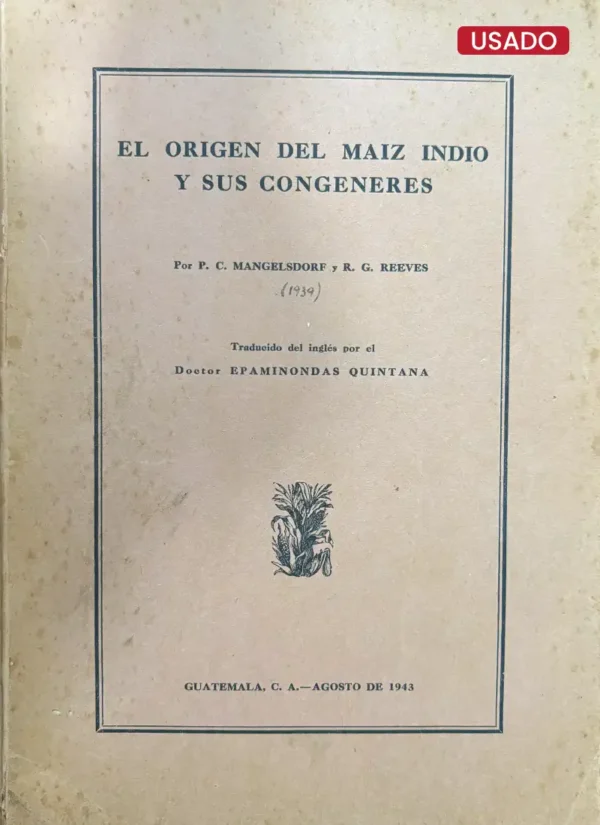 USADO
EL ORIGEN DEL MAIZ INDIO
Y SUS CONGENERES
Por P. C. MANGELSDORF y R. G. REEVES
(1939)
Traducido del inglés por el
Doctor EPAMINONDAS QUINTANA
GUATEMALA, C. A.—AGOSTO DE 1943